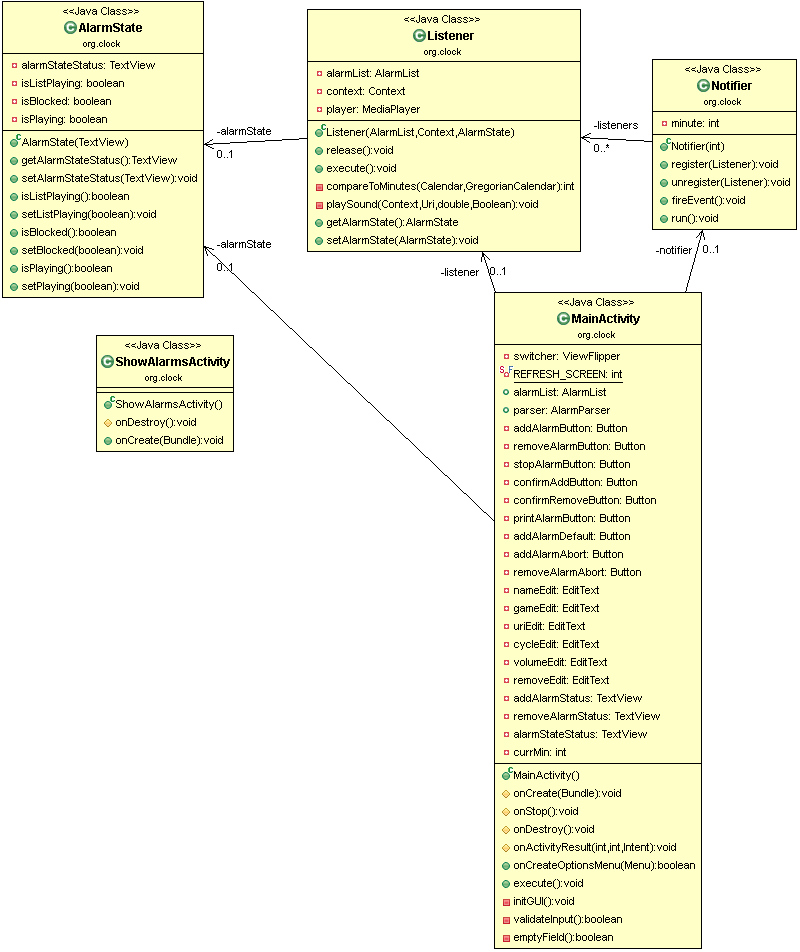 <<Java Class>>
AlarmState
org.clock
alarmStateStatus: TextView
isListPlaying: boolean
isBlocked: boolean
isPlaying: boolean
AlarmState(TextView)
getAlarmStateStatus():TextView
setAlarmStateStatus(TextView):void
isListPlaying():boolean
setListPlaying(boolean):void
isBlocked():boolean
setBlocked(boolean):void
isPlaying():boolean
setPlaying(boolean):void
-alarmState
0..1
<<Java Class>>
Listener
org.clock
alarmList: AlarmList
context: Context
player: MediaPlayer
Listener(AlarmList,Context,AlarmState)
release():void
execute():void
compareToMinutes(Calendar,GregorianCalendar):int
playSound(Context,Uri,double,Boolean):void
getAlarmState():AlarmState
setAlarmState(AlarmState):void
-listeners
0..*
<<Java Class>>
Notifier
org.clock
minute: int
Notifier(int)
register(Listener):void
unregister(Listener):void
fireEvent():void
run():void
-alarmState
0..1
-listener
0..1
-notifier
0..1
<<Java Class>>
ShowAlarmsActivity
org.clock
ShowAlarmsActivity()
onDestroy():void
onCreate(Bundle):void
<<Java Class>>
MainActivity
org.clock
switcher: ViewFlipper
REFRESH_SCREEN: int
alarmList: AlarmList
parser: AlarmParser
addAlarmButton: Button
removeAlarmButton: Button
stopAlarmButton: Button
confirmAddButton: Button
confirmRemoveButton: Button
printAlarmButton: Button
addAlarmDefault: Button
addAlarmAbort: Button
removeAlarmAbort: Button
nameEdit: EditText
gameEdit: EditText
uriEdit: EditText
cycleEdit: EditText
volumeEdit: EditText
removeEdit: EditText
addAlarmStatus: TextView
removeAlarmStatus: TextView
alarmStateStatus: TextView
currMin: int
MainActivity()
onCreate(Bundle):void
onStop():void
onDestroy():void
onActivityResult(int,int,Intent):void
onCreateOptionsMenu(Menu):boolean
execute():void
initGUI():void
validateInput():boolean
emptyField():boolean